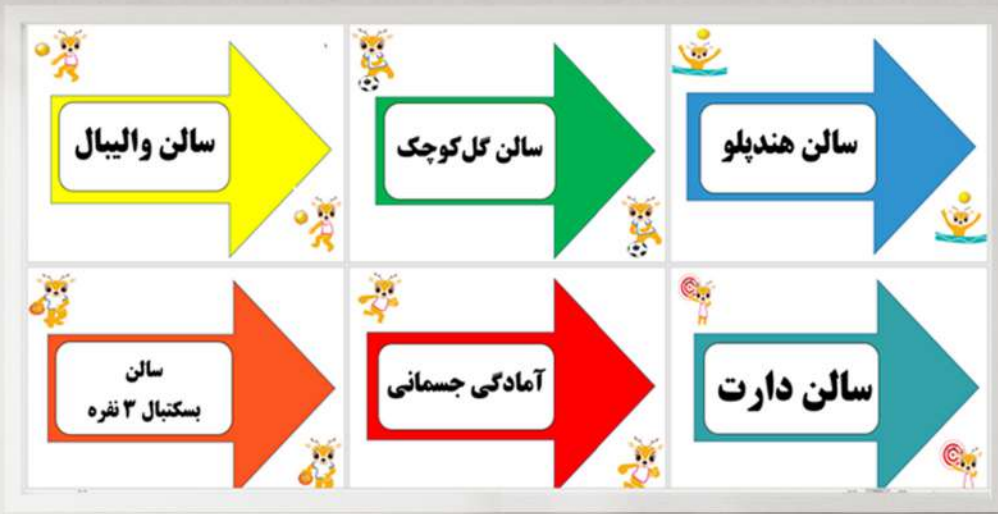 سالن هندپلو
سالن گل‌کوچک
سالن والیبال
سالن دارت
آمادگی جسمانی
سالن
بسکتبال ۳ نفره